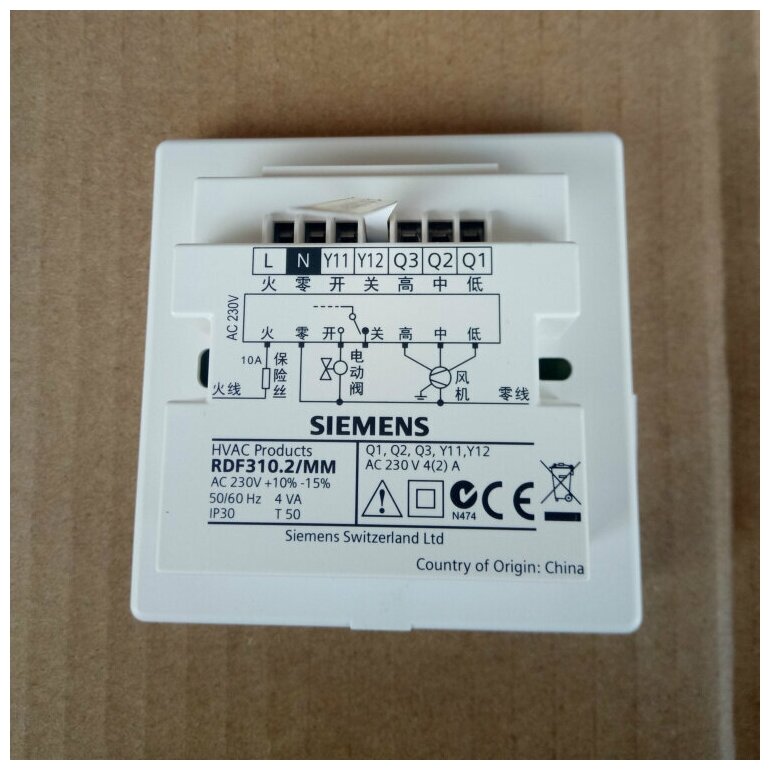 L N Y11 Y12 Q3 Q2 Q1
火 零 开 关 高 中 低
AC 230V
火 零 开 关 高 中 低
10A
保险丝
电动阀
风机
火线
零线
SIEMENS
HVAC Products
RDF310.2/MM
AC 230V +10% -15%
50/60 Hz 4 VA
IP30 T 50
Q1, Q2, Q3, Y11,Y12
AC 230 V 4(2) A
N474
CE
Siemens Switzerland Ltd
Country of Origin: China